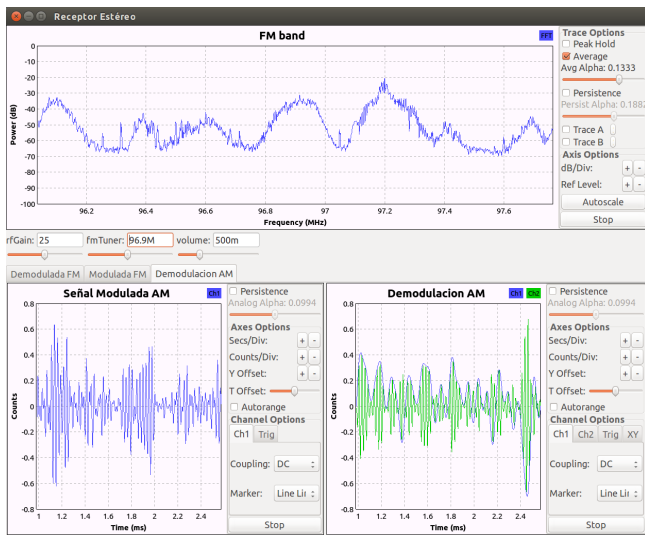 Receptor Estéreo
FM band
FFT
Power (dB)
0
-10
-20
-30
-40
-50
-60
-70
-80
-90
-100
96.2 96.4 96.6 96.8 97 97.2 97.4 97.6
Frequency (MHz)
Trace Options
Peak Hold
Average
Avg Alpha: 0.1333
Persistence
Persist Alpha: 0.1882
Trace A
Trace B
Axis Options
dB/Div: + -
Ref Level: + -
Autoscale
Stop
rfGain: 25 fmTuner: 96.9M volume: 500m
Demodulada FM Modulada FM Demodulacion AM
Señal Modulada AM
Ch1
Counts
0.8
0.6
0.4
0.2
0
-0.2
-0.4
-0.6
-0.8
1 1.2 1.4 1.6 1.8 2 2.2 2.4
Time (ms)
Persistence
Analog Alpha: 0.0994
Axes Options
Secs/Div: + -
Counts/Div: + -
Y Offset: + -
T Offset:
Autorange
Channel Options
Ch1 Trig
Coupling: DC
Marker: Line Lir
Stop
Demodulacion AM
Ch1 Ch2
Counts
0.8
0.6
0.4
0.2
0
-0.2
-0.4
-0.6
-0.8
1 1.2 1.4 1.6 1.8 2 2.2 2.4
Time (ms)
Persistence
Analog Alpha: 0.0994
Axes Options
Secs/Div: + -
Counts/Div: + -
Y Offset: + -
T Offset:
Autorange
Channel Options
Ch1 Ch2 Trig XY
Coupling: DC
Marker: Line Lir
Stop